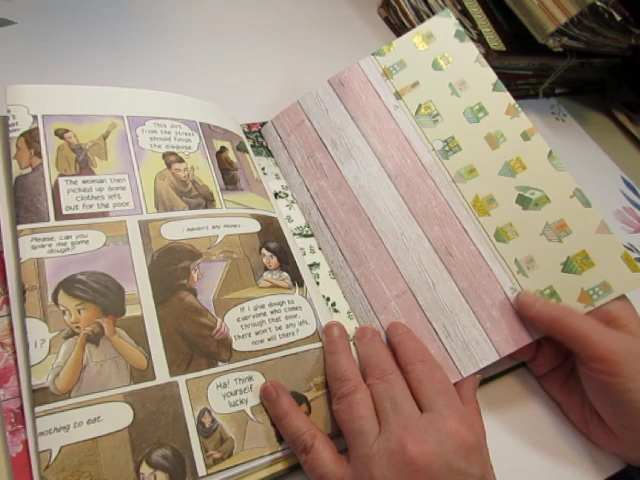 This dirt
from the street
should finish
the disguise.
The woman then
picked up some
clothes left
out for the poor.
Please, can you
spare me some
dough?
I haven't any money...
If I give dough to
everyone who comes
through that door,
there won't be any left,
now will there?
I?
nothing to eat.
Ha! Think
yourself
lucky